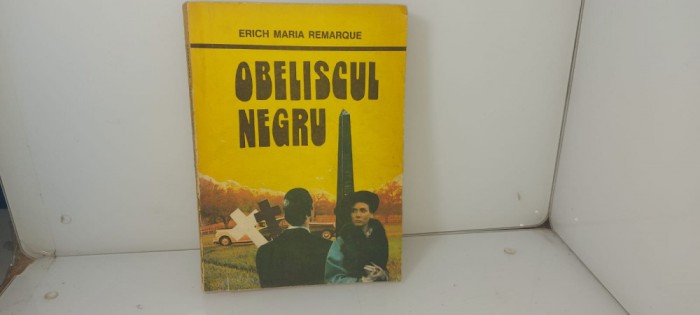 ERICH MARIA REMARQUE
OBELISCUL
NEGRU